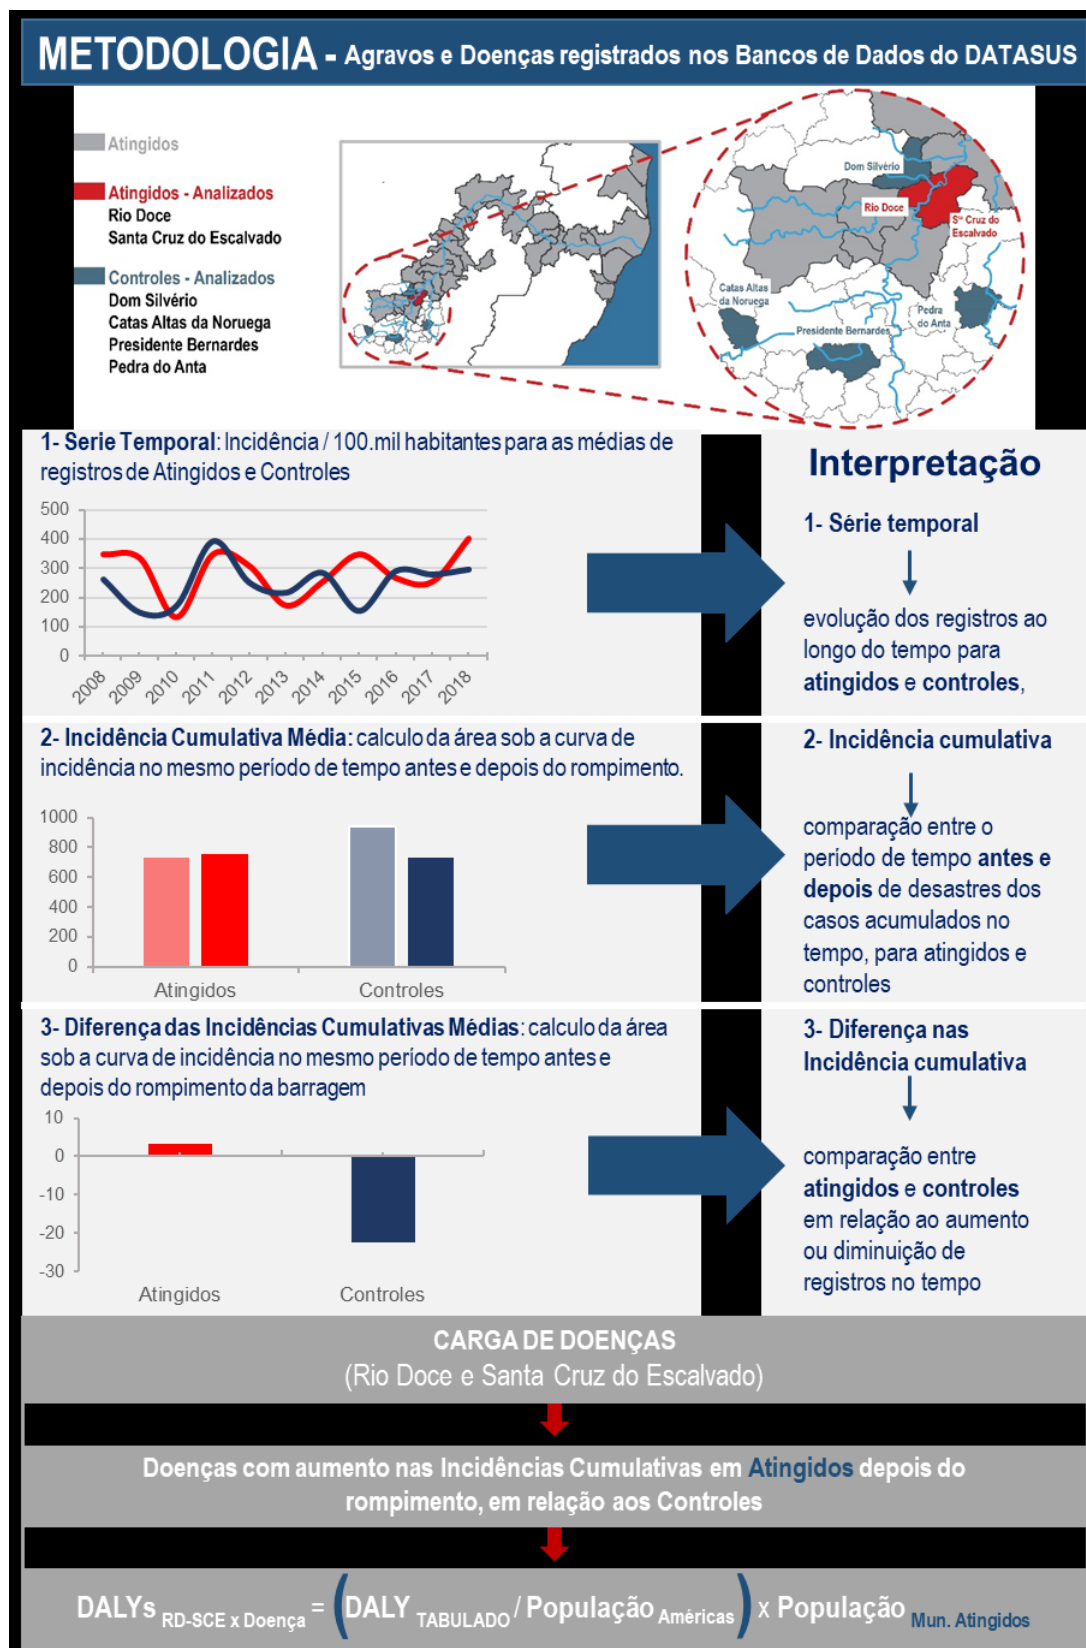 METODOLOGIA - Agravos e Doenças registrados nos Bancos de Dados do DATASUS
Atingidos
Atingidos - Analizados
Rio Doce
Santa Cruz do Escalvado
Controles - Analizados
Dom Silvério
Catas Altas da Noruega
Presidente Bernardes
Pedra do Anta
Dom Silvério
Rio Doce
Sta Cruz do
Escalvado
Catas Altas
da Noruega
Pedra
do Anta
Presidente Bernardes
1- Serie Temporal: Incidência / 100.mil habitantes para as médias de
registros de Atingidos e Controles
500
400
300
200
100
0
2008 2009 2010 2011 2012 2013 2014 2015 2016 2017 2018
Interpretação
1- Série temporal
evolução dos registros ao
longo do tempo para
atingidos e controles,
2- Incidência Cumulativa Média: calculo da área sob a curva de
incidência no mesmo período de tempo antes e depois do rompimento.
1000
800
600
400
200
0
Atingidos Controles
2- Incidência cumulativa
comparação entre o
período de tempo antes e
depois de desastres dos
casos acumulados no
tempo, para atingidos e
controles
3- Diferença das Incidências Cumulativas Médias: calculo da área
sob a curva de incidência no mesmo período de tempo antes e
depois do rompimento da barragem
10
0
-10
-20
-30
Atingidos Controles
3- Diferença nas
Incidência cumulativa
comparação entre
atingidos e controles
em relação ao aumento
ou diminuição de
registros no tempo
CARGA DE DOENÇAS
(Rio Doce e Santa Cruz do Escalvado)
Doenças com aumento nas Incidências Cumulativas em Atingidos depois do
rompimento, em relação aos Controles
DALYs RD-SCE x Doença = (DALY TABULADO / População Américas) x População Mun. Atingidos